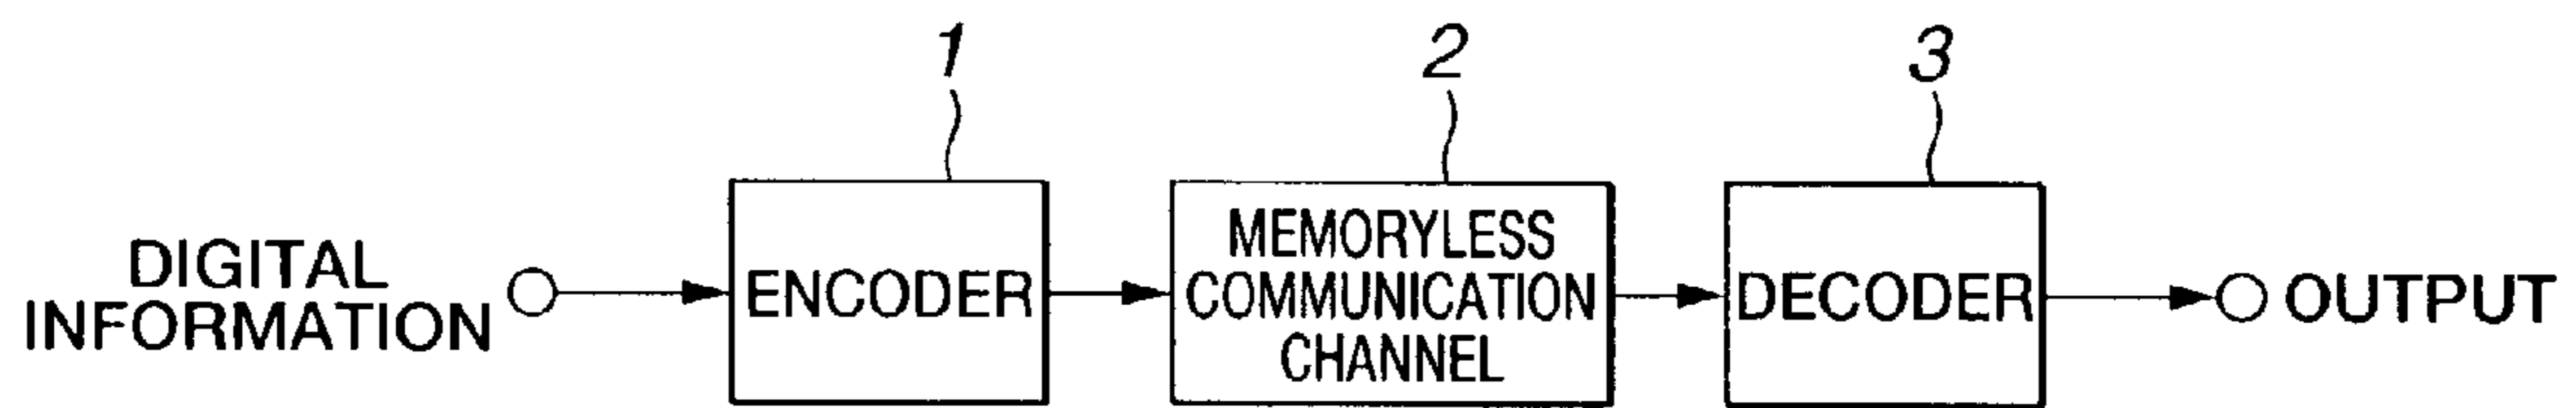 1
2
3
DIGITAL
INFORMATION
ENCODER
MEMORYLESS
COMMUNICATION
CHANNEL
DECODER
OUTPUT